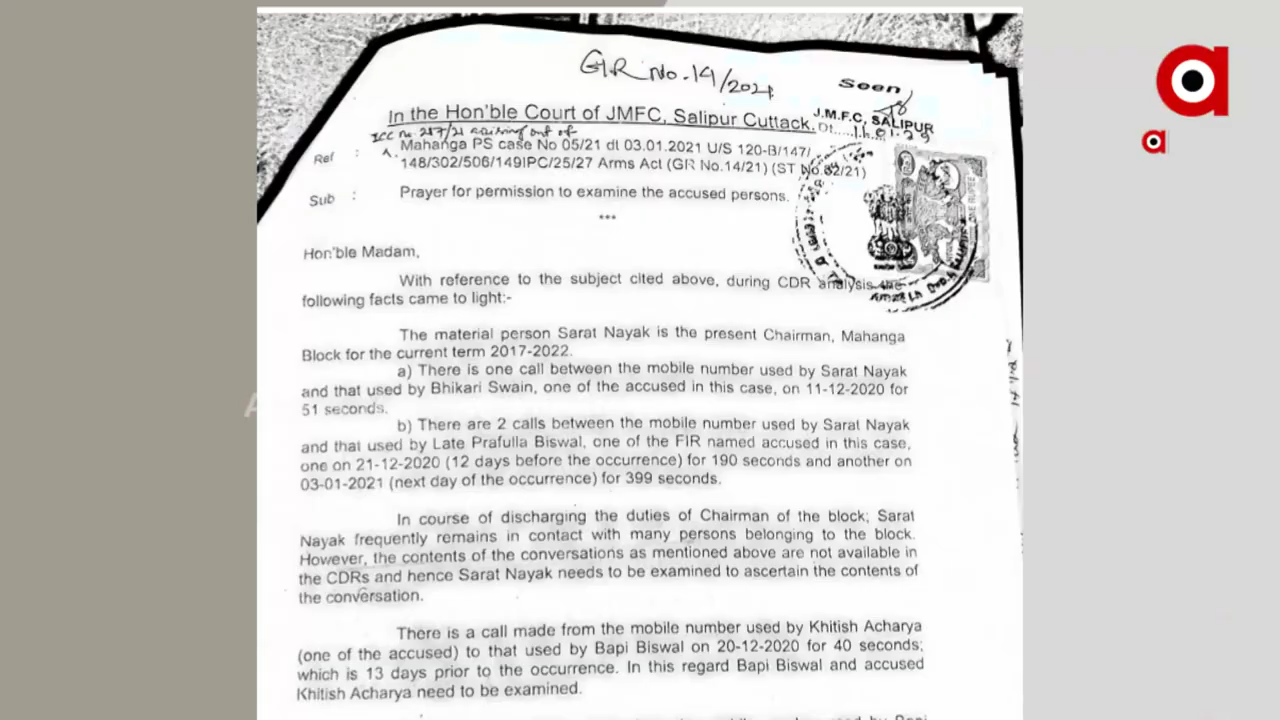 GR No. 14/2021
Seen
In the Hon'ble Court of JMFC, Salipur Cuttack.
J.M.F.C, SALIPUR
ICC no 257/21 arising out of
Ref : Mahanga PS case No 05/21 dt 03.01.2021 U/S 120-B/147/
148/302/506/149IPC/25/27 Arms Act (GR No.14/21) (ST No.82/21)
Sub : Prayer for permission to examine the accused persons.
***
ONE RUPEE
Hon'ble Madam,
With reference to the subject cited above, during CDR analysis the
following facts came to light:-
The material person Sarat Nayak is the present Chairman, Mahanga
Block for the current term 2017-2022.
a) There is one call between the mobile number used by Sarat Nayak
and that used by Bhikari Swain, one of the accused in this case, on 11-12-2020 for
51 seconds.
b) There are 2 calls between the mobile number used by Sarat Nayak
and that used by Late Prafulla Biswal, one of the FIR named accused in this case,
one on 21-12-2020 (12 days before the occurrence) for 190 seconds and another on
03-01-2021 (next day of the occurrence) for 399 seconds.
In course of discharging the duties of Chairman of the block; Sarat
Nayak frequently remains in contact with many persons belonging to the block.
However, the contents of the conversations as mentioned above are not available in
the CDRs and hence Sarat Nayak needs to be examined to ascertain the contents of
the conversation.
There is a call made from the mobile number used by Khitish Acharya
(one of the accused) to that used by Bapi Biswal on 20-12-2020 for 40 seconds;
which is 13 days prior to the occurrence. In this regard Bapi Biswal and accused
Khitish Acharya need to be examined.